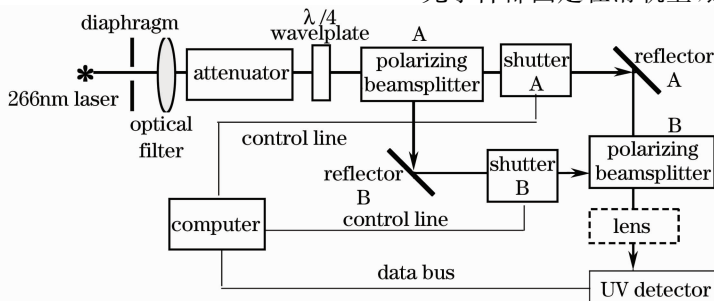 diaphragm
266nm laser
optical
filter
attenuator
λ/4
wavelplate
A
polarizing
beamsplitter
shutter
A
reflector
A
control line
reflector
B
shutter
B
B
polarizing
beamsplitter
computer
control line
lens
data bus
UV detector